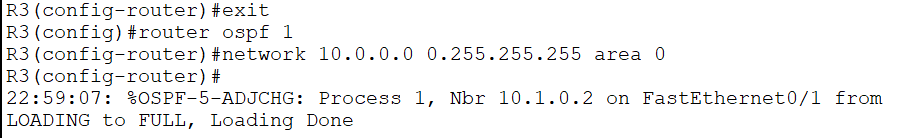 R3(config-router)#exit
R3(config)#router ospf 1
R3(config-router)#network 10.0.0.0 0.255.255.255 area 0
R3(config-router)#
22:59:07: %OSPF-5-ADJCHG: Process 1, Nbr 10.1.0.2 on FastEthernet0/1 from
LOADING to FULL, Loading Done